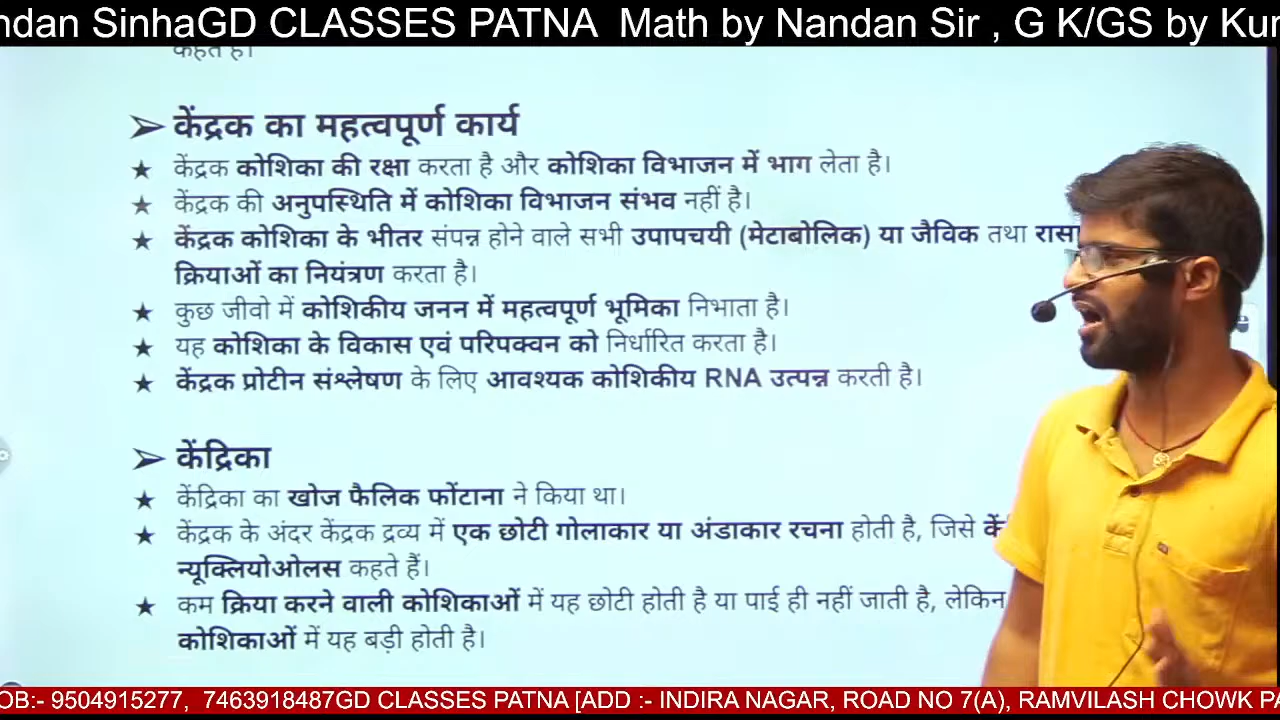 ndan SinhaGD CLASSES PATNA Math by Nandan Sir , G K/GS by Kur
कहते हैं।
➢ केंद्रक का महत्वपूर्ण कार्य
★ केंद्रक कोशिका की रक्षा करता है और कोशिका विभाजन में भाग लेता है।
★ केंद्रक की अनुपस्थिति में कोशिका विभाजन संभव नहीं है।
★ केंद्रक कोशिका के भीतर संपन्न होने वाले सभी उपापचयी (मेटाबोलिक) या जैविक तथा
क्रियाओं का नियंत्रण करता है।
★ कुछ जीवो में कोशिकीय जनन में महत्वपूर्ण भूमिका निभाता है।
★ यह कोशिका के विकास एवं परिपक्वन को निर्धारित करता है।
★ केंद्रक प्रोटीन संश्लेषण के लिए आवश्यक कोशिकीय RNA उत्पन्न करती है।
➢ केंद्रिका
★ केंद्रिका का खोज फैलिक फोंटाना ने किया था।
★ केंद्रक के अंदर केंद्रक द्रव्य में एक छोटी गोलाकार या अंडाकार रचना होती है, जिसे
न्यूक्लियोओलस कहते हैं।
★ कम क्रिया करने वाली कोशिकाओं में यह छोटी होती है या पाई ही नहीं जाती है, लेकिन
कोशिकाओं में यह बड़ी होती है।
OB:- 9504915277, 7463918487GD CLASSES PATNA [ADD :- INDIRA NAGAR, ROAD NO 7(A), RAMVILASH CHOWK PA